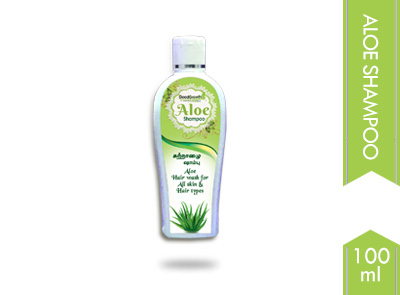 Aloe
Shampoo
கற்றாழை
ஷாம்பு
Aloe
Hair wash for
All skin &
Hair types
ALOE SHAMPOO
100
ml